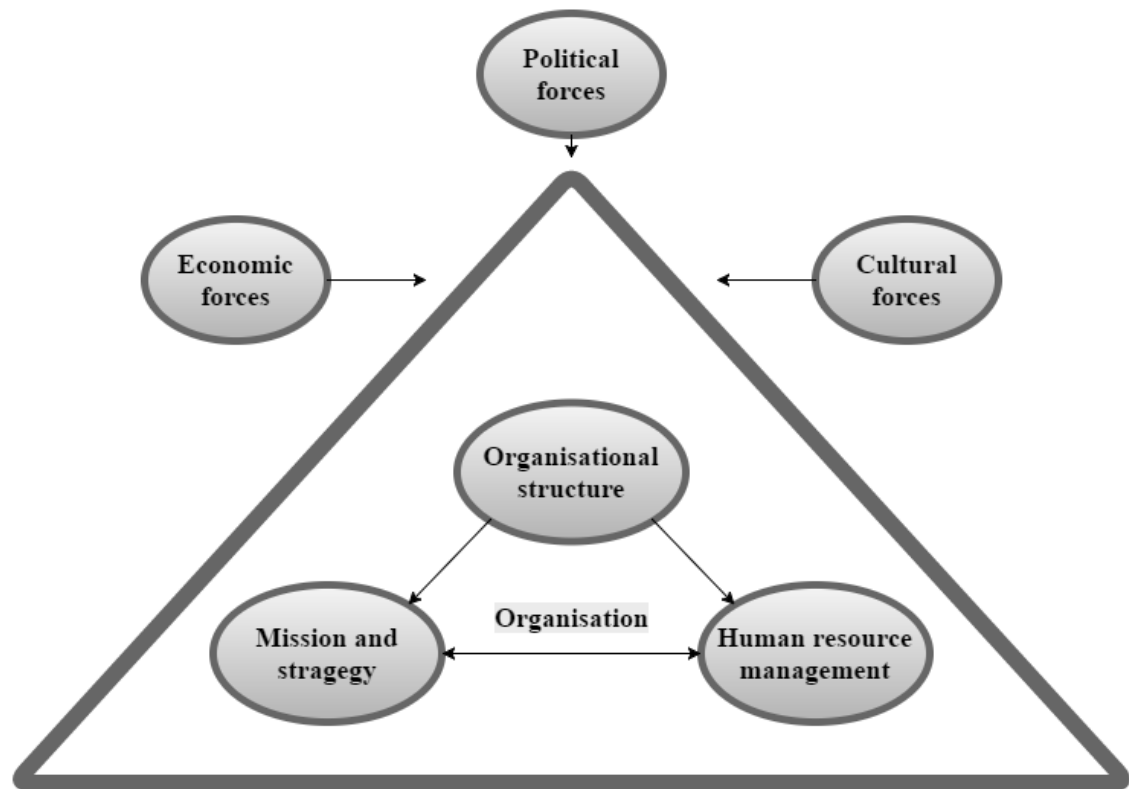 Political
forces
Economic
forces
Cultural
forces
Organisational
structure
Organisation
Mission and
stragegy
Human resource
management